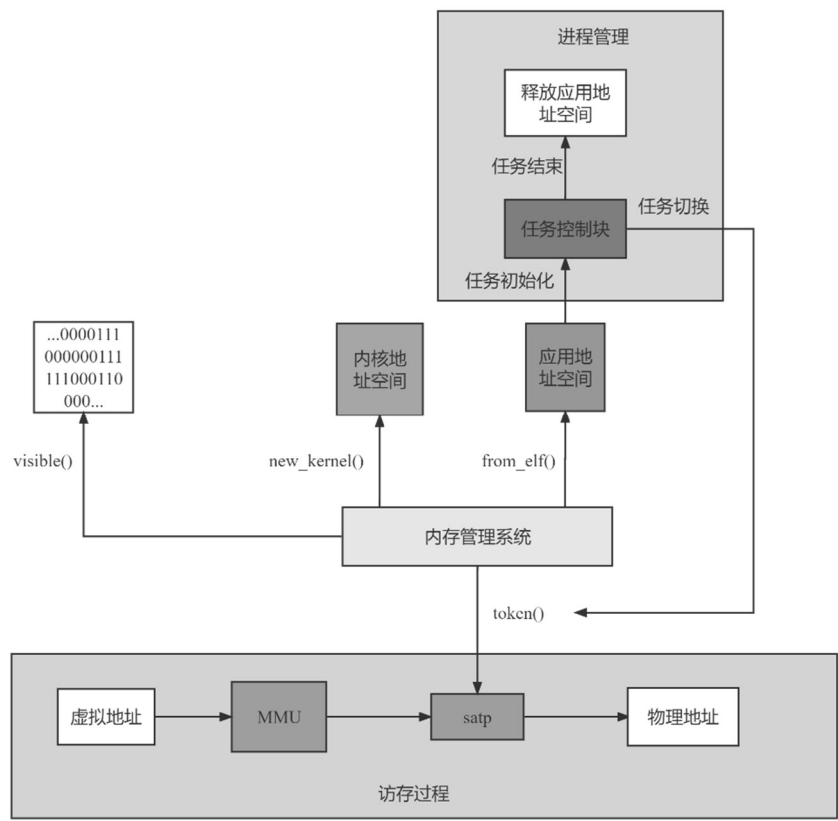 进程管理
释放应用地
址空间
任务结束
任务控制块
任务切换
任务初始化
...0000111
000000111
111000110
000...
内核地
址空间
应用地
址空间
visible()
new_kernel()
from_elf()
内存管理系统
token()
虚拟地址
MMU
satp
物理地址
访存过程